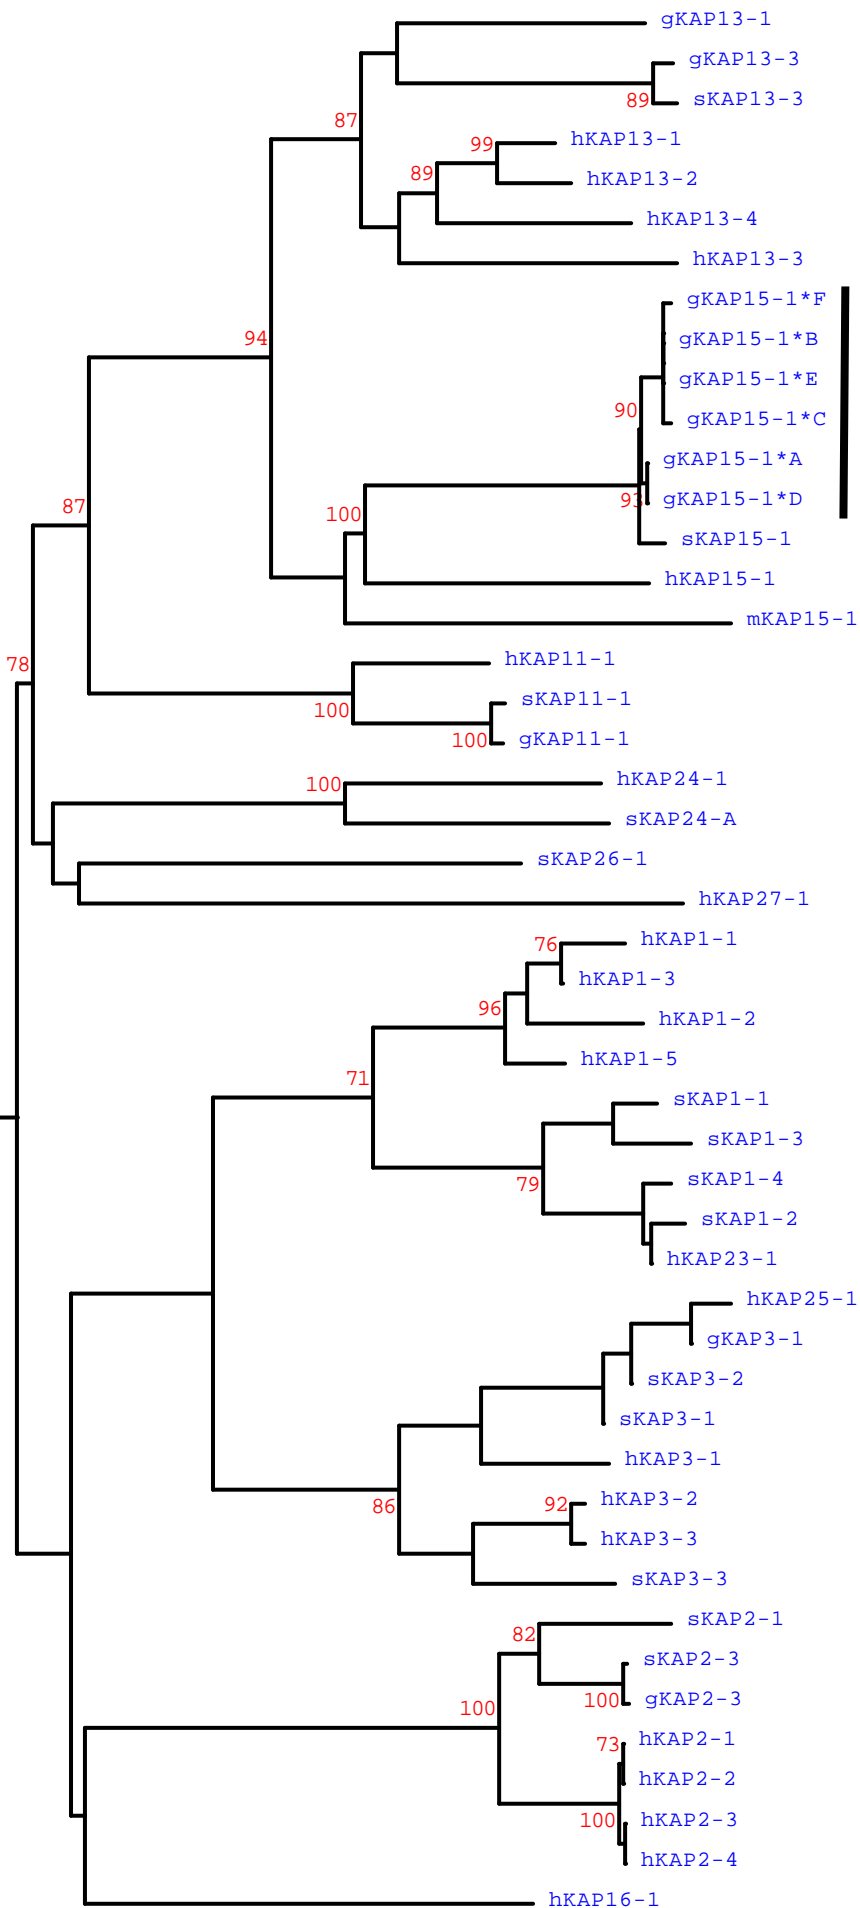 gKAP13-1
gKAP13-3
89 sKAP13-3
87
99 hKAP13-1
89 hKAP13-2
hKAP13-4
hKAP13-3
gKAP15-1*F
94 gKAP15-1*B
gKAP15-1*E
90 gKAP15-1*C
gKAP15-1*A
93 gKAP15-1*D
87 100
sKAP15-1
hKAP15-1
mKAP15-1
78 hKAP11-1
sKAP11-1
100
100 gKAP11-1
100 hKAP24-1
sKAP24-A
sKAP26-1
hKAP27-1
76 hKAP1-1
hKAP1-3
96 hKAP1-2
hKAP1-5
71
sKAP1-1
sKAP1-3
79 sKAP1-4
sKAP1-2
hKAP23-1
hKAP25-1
gKAP3-1
sKAP3-2
sKAP3-1
hKAP3-1
86 92 hKAP3-2
hKAP3-3
sKAP3-3
sKAP2-1
82
sKAP2-3
100 100 gKAP2-3
73 hKAP2-1
hKAP2-2
100 hKAP2-3
hKAP2-4
hKAP16-1